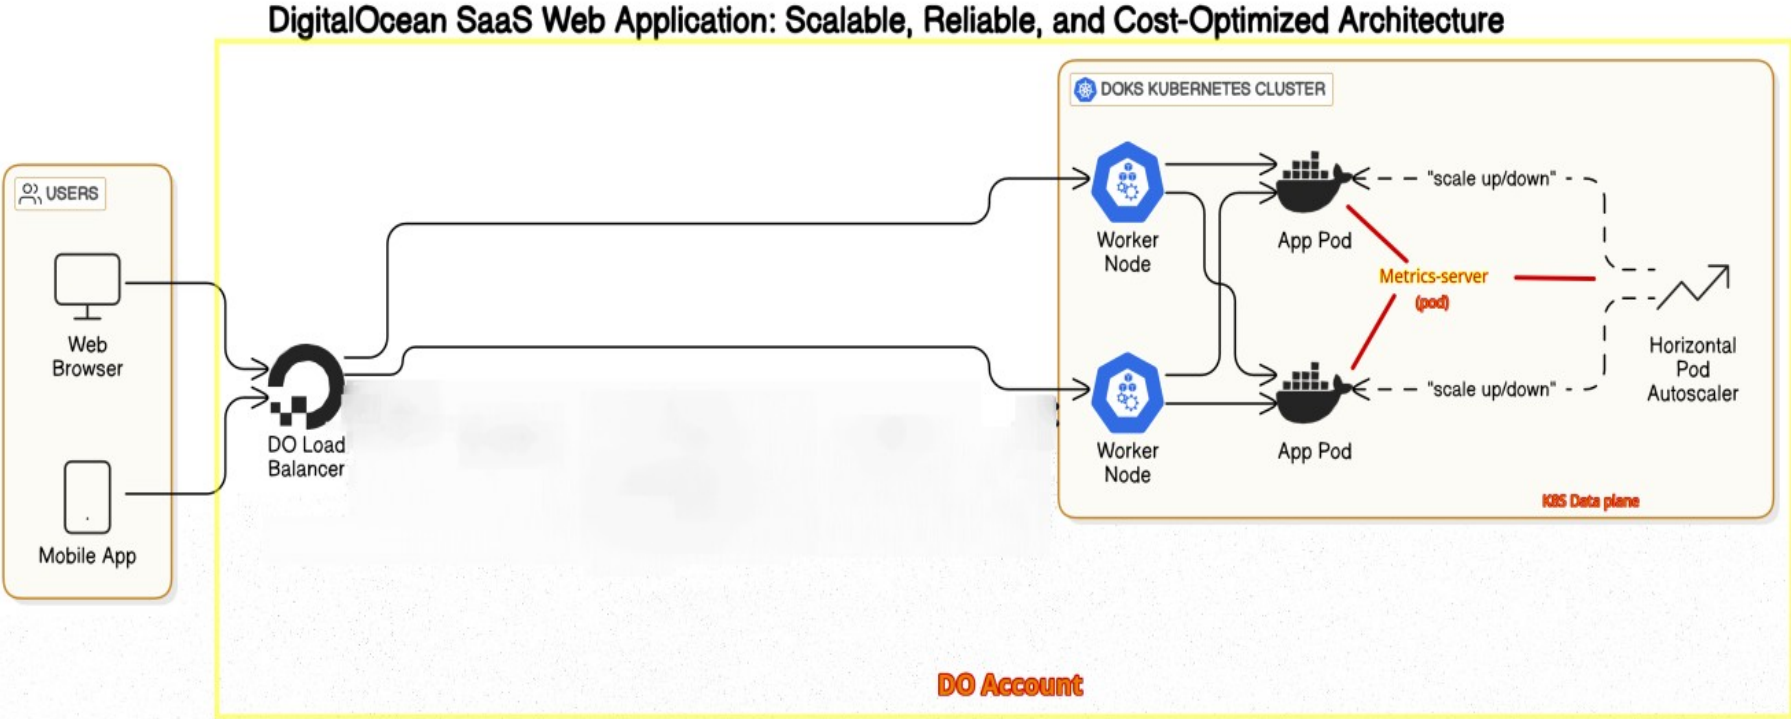 DigitalOcean SaaS Web Application: Scalable, Reliable, and Cost-Optimized Architecture
USERS
Web
Browser
Mobile App
DO Load
Balancer
DOKS KUBERNETES CLUSTER
Worker
Node
App Pod
"scale up/down"
Metrics-server
(pod)
Horizontal
Pod
Autoscaler
Worker
Node
App Pod
"scale up/down"
K8S Data plane
DO Account